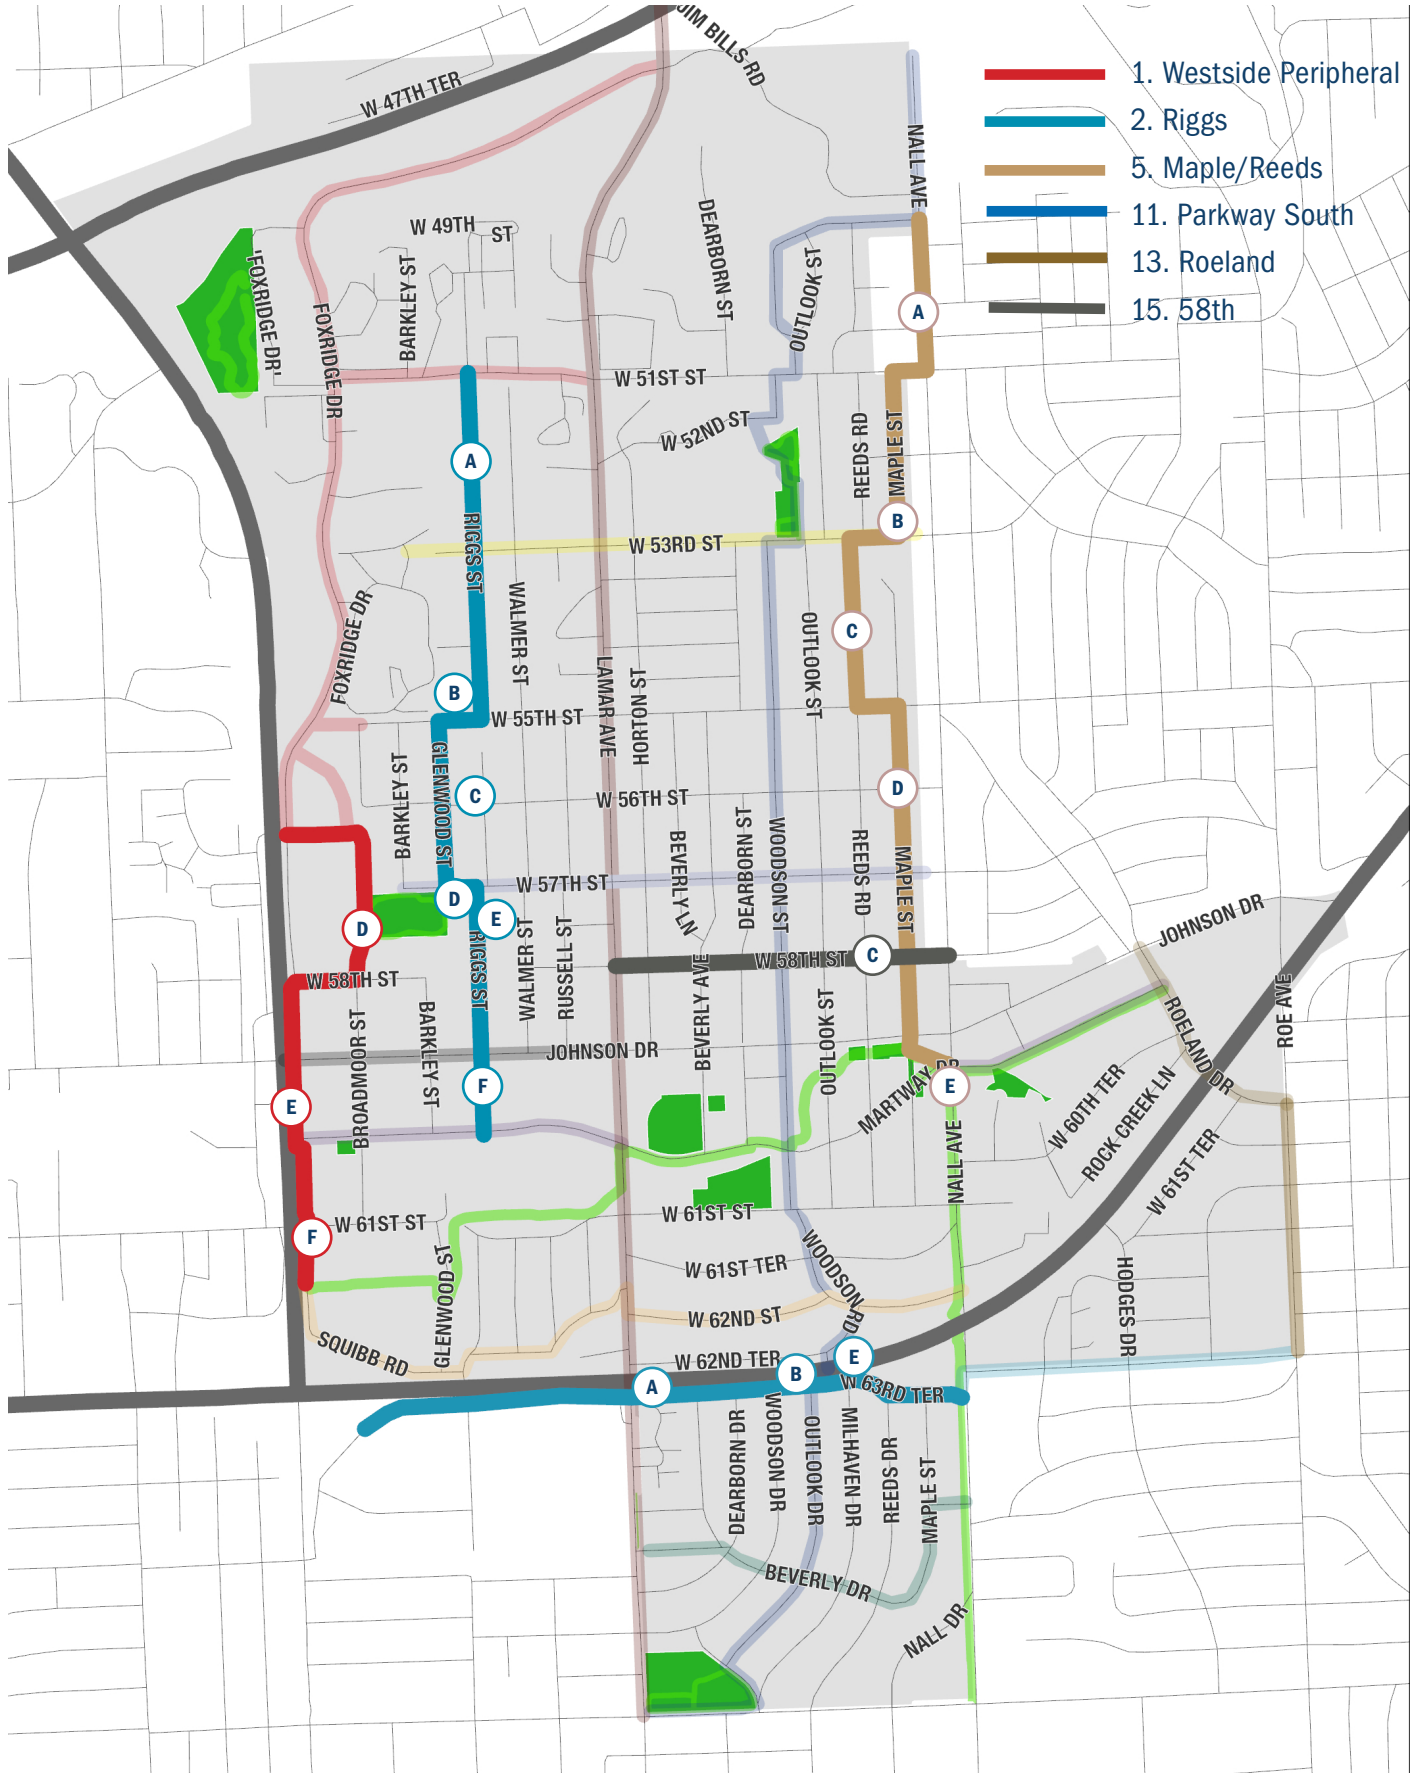 JIM BILLS RD
W 47TH TER
1. Westside Peripheral
2. Riggs
5. Maple/Reeds
11. Parkway South
13. Roeland
15. 58th
NALL AVE
W 49TH ST
DEARBORN ST
'FOXRIDGE DR'
FOXRIDGE DR
BARKLEY ST
OUTLOOK ST
A
W 51ST ST
W 52ND ST
REEDS RD
MAPLE ST
A
B
RIGGS ST
W 53RD ST
WALMER ST
FOXRIDGE DR
C
OUTLOOK ST
LAMAR AVE
HORTON ST
B
W 55TH ST
GLENWOOD ST
BARKLEY ST
C
W 56TH ST
D
BEVERLY LN
DEARBORN ST
WOODSON ST
REEDS RD
MAPLE ST
W 57TH ST
D
E
D
RIGGS ST
WALMER ST
RUSSELL ST
JOHNSON DR
W 58TH ST
C
W 58TH ST
BEVERLY AVE
OUTLOOK ST
ROELAND DR
ROE AVE
BROADMOOR ST
BARKLEY ST
JOHNSON DR
MARTWAY DR
E
F
E
W 60TH TER
ROCK CREEK LN
W 61ST TER
NALL AVE
F
W 61ST ST
W 61ST ST
GLENWOOD ST
W 61ST TER
WOODSON RD
HODGES DR
W 62ND ST
SQUIBB RD
W 62ND TER
A
B
E
W 63RD TER
DEARBORN DR
WOODSON DR
OUTLOOK DR
MILHAVEN DR
REEDS DR
MAPLE ST
BEVERLY DR
NALL DR